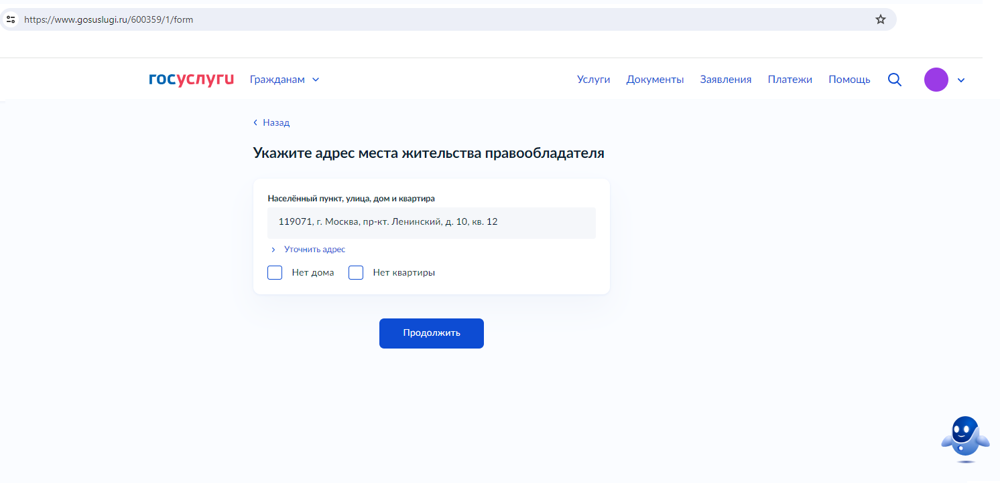 https://www.gosuslugi.ru/600359/1/form
госуслуги Гражданам Услуги Документы Заявления Платежи Помощь
Назад
Укажите адрес места жительства правообладателя
Населённый пункт, улица, дом и квартира
119071, г. Москва, пр-кт. Ленинский, д. 10, кв. 12
Уточнить адрес
Нет дома Нет квартиры
Продолжить